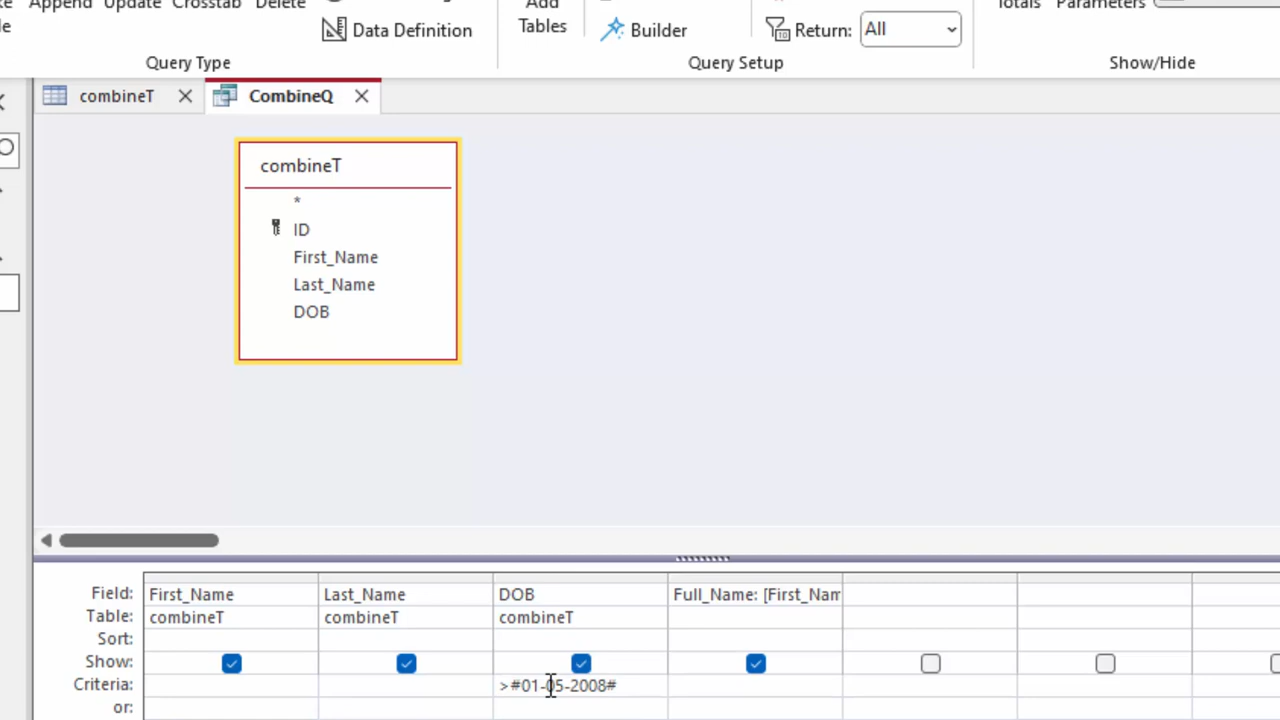 Append Update Crosstab Delete
Data Definition
Add
Tables
Builder
Return: All
Totals Parameters
Query Type
Query Setup
Show/Hide
combineT
CombineQ
combineT
*
ID
First_Name
Last_Name
DOB
Field: First_Name Last_Name DOB Full_Name: [First_Nam
Table: combineT combineT combineT
Sort:
Show:
Criteria: >#01-05-2008#
or: